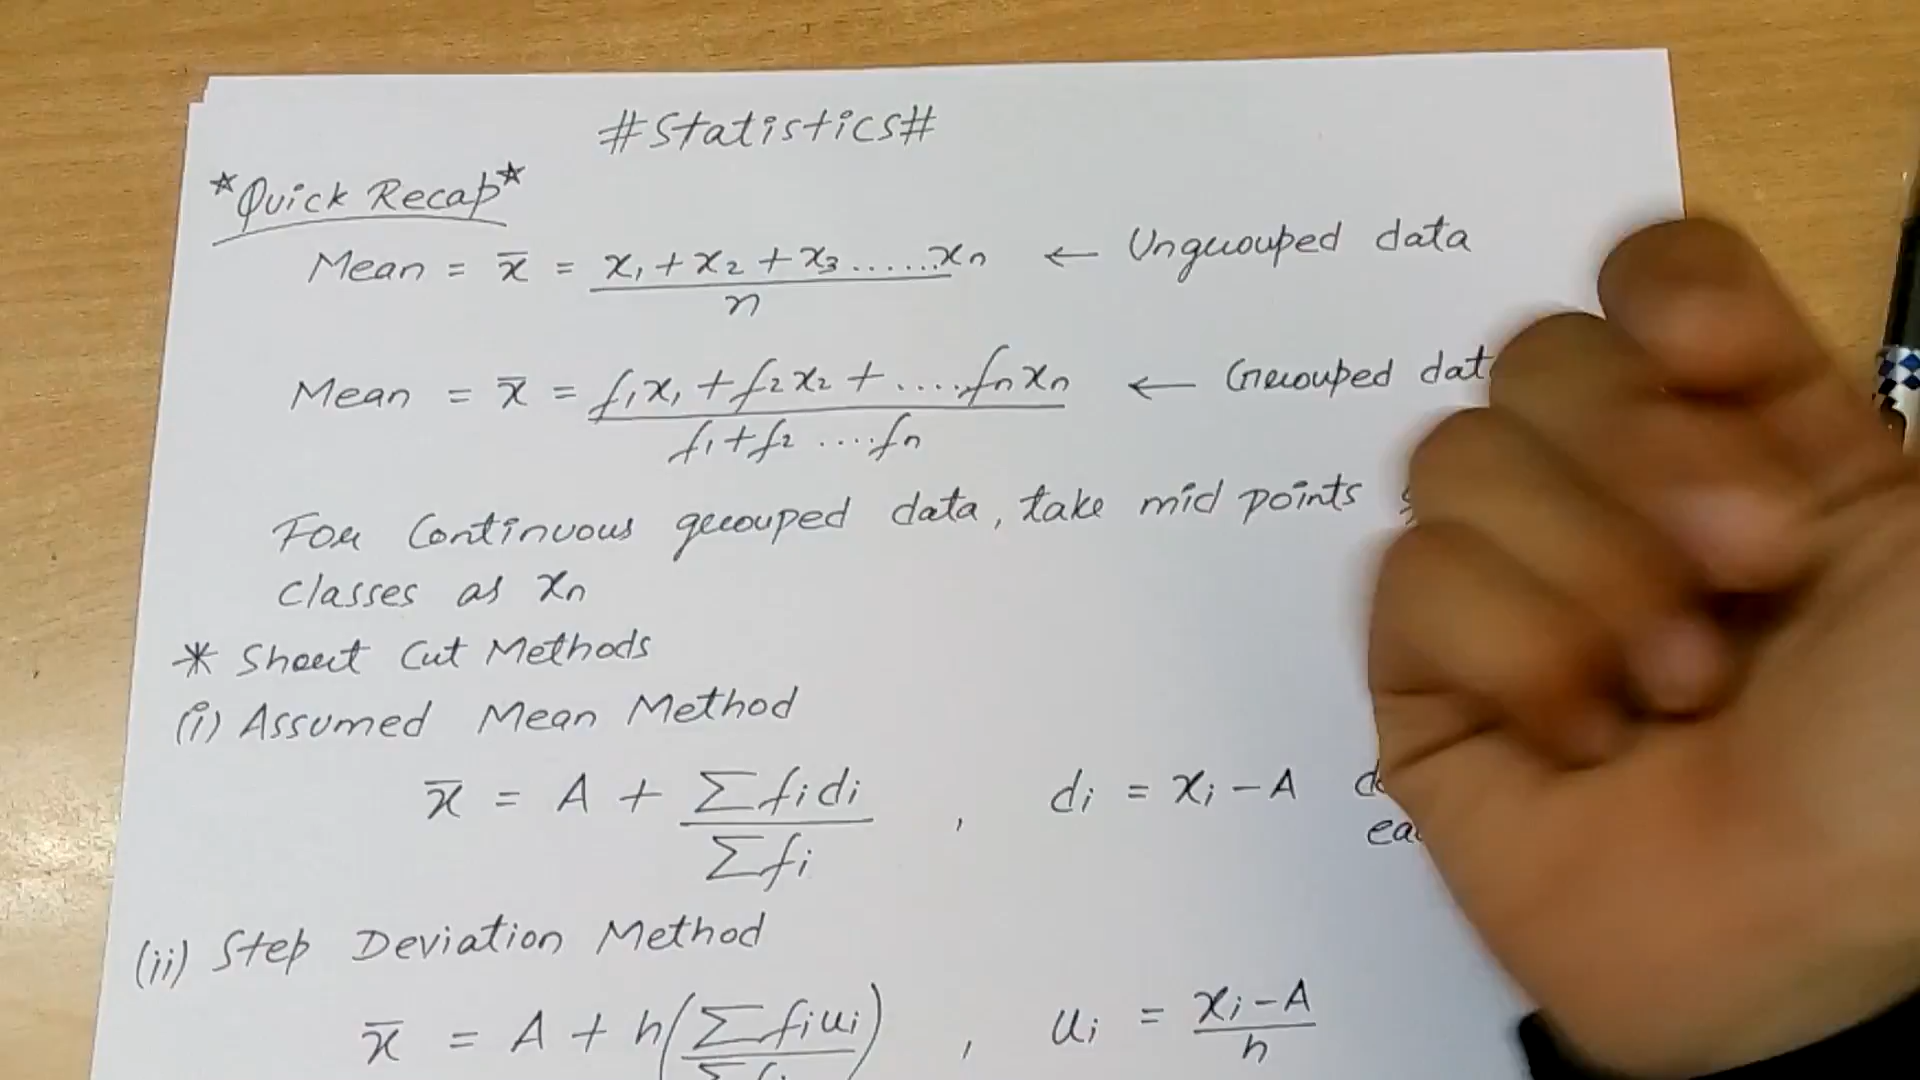 #Statistics#
*Quick Recap*
Mean = x̄ = x₁ + x₂ + x₃ ...... xₙ ← Ungrouped data
n
Mean = x̄ = f₁x₁ + f₂x₂ + .... fₙxₙ ← Grouped dat
f₁ + f₂ .... fₙ
For Continuous grouped data, take mid points
classes as xₙ
* Short Cut Methods
(i) Assumed Mean Method
x̄ = A + Σfidi , di = xi - A
Σfi
(ii) Step Deviation Method
x̄ = A + h(Σfiui) , ui = xi - A
h